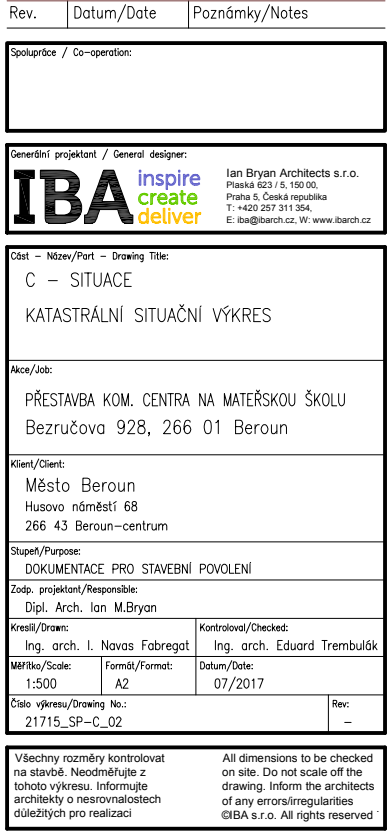 Rev. Datum/Date Poznámky/Notes
Spolupráce / Co-operation:
Generální projektant / General designer:
IBA
inspire
create
deliver
Ian Bryan Architects s.r.o.
Plaská 623 / 5, 150 00,
Praha 5, Česká republika
T: +420 257 311 354,
E: iba@ibarch.cz, W: www.ibarch.cz
Část - Název/Part - Drawing Title:
C - SITUACE
KATASTRÁLNÍ SITUAČNÍ VÝKRES
Akce/Job:
PŘESTAVBA KOM. CENTRA NA MATEŘSKOU ŠKOLU
Bezručova 928, 266 01 Beroun
Klient/Client:
Město Beroun
Husovo náměstí 68
266 43 Beroun-centrum
Stupeň/Purpose:
DOKUMENTACE PRO STAVEBNÍ POVOLENÍ
Zodp. projektant/Responsible:
Dipl. Arch. Ian M.Bryan
Kreslil/Drawn: Kontroloval/Checked:
Ing. arch. I. Navas Fabregat Ing. arch. Eduard Trembulák
Měřítko/Scale: Formát/Format: Datum/Date:
1:500 A2 07/2017
Číslo výkresu/Drawing No.: Rev:
21715_SP-C_02 -
Všechny rozměry kontrolovat
na stavbě. Neodměřujte z
tohoto výkresu. Informujte
architekty o nesrovnalostech
důležitých pro realizaci
All dimensions to be checked
on site. Do not scale off the
drawing. Inform the architects
of any errors/irregularities
©IBA s.r.o. All rights reserved